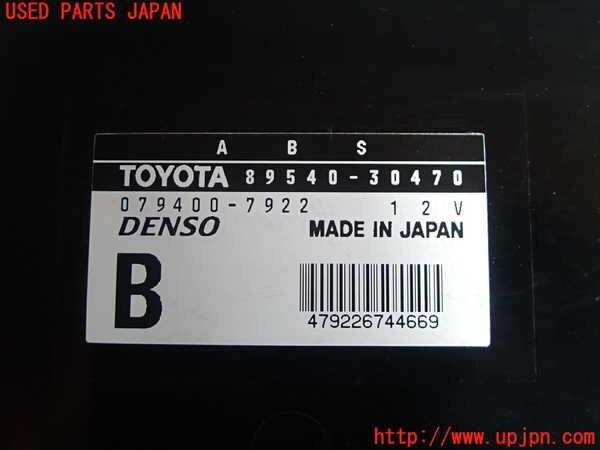 USED PARTS JAPAN
A B S
TOYOTA 89540-30470
079400-7922 12V
DENSO MADE IN JAPAN
B
479226744669
http://www.upjpn.com/